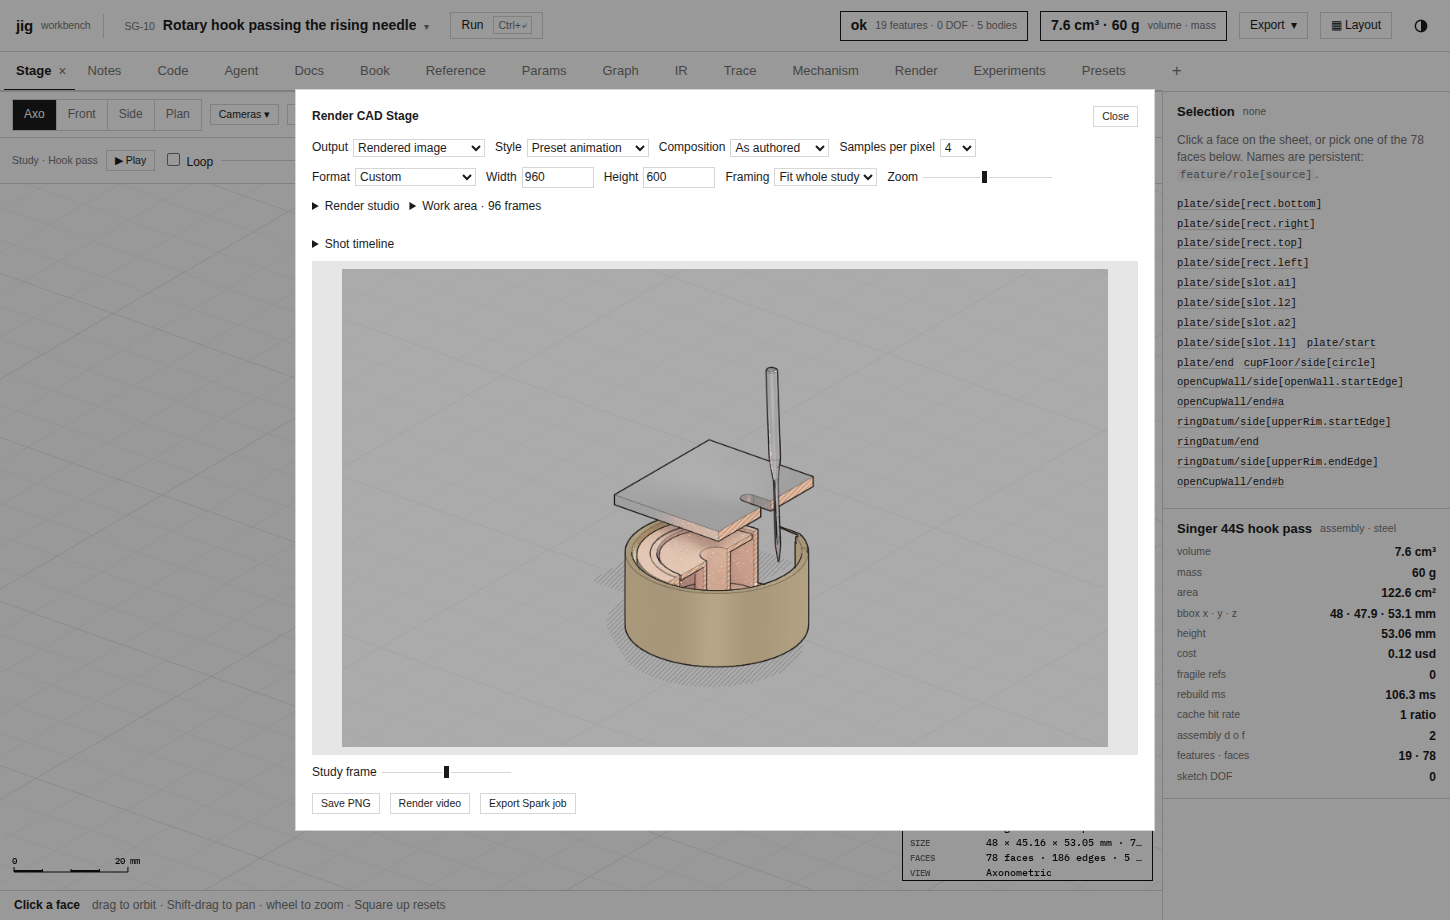 jig workbench SG-10 Rotary hook passing the rising needle ▾ Run Ctrl+⏎ ok 19 features · 0 DOF · 5 bodies 7.6 cm³ · 60 g volume · mass Export ▾ ▦ Layout
Stage × Notes Code Agent Docs Book Reference Params Graph IR Trace Mechanism Render Experiments Presets +
Axo Front Side Plan Cameras ▾
Study · Hook pass ▶ Play Loop
Render CAD Stage Close
Output Rendered image Style Preset animation Composition As authored Samples per pixel 4
Format Custom Width 960 Height 600 Framing Fit whole study Zoom
Render studio Work area · 96 frames
Shot timeline
Study frame
Save PNG Render video Export Spark job
Selection none
Click a face on the sheet, or pick one of the 78
faces below. Names are persistent:
feature/role[source].
plate/side[rect.bottom]
plate/side[rect.right]
plate/side[rect.top]
plate/side[rect.left]
plate/side[slot.a1]
plate/side[slot.l2]
plate/side[slot.a2]
plate/side[slot.l1] plate/start
plate/end cupFloor/side[circle]
openCupWall/side[openWall.startEdge]
openCupWall/end#a
ringDatum/side[upperRim.startEdge]
ringDatum/end
ringDatum/side[upperRim.endEdge]
openCupWall/end#b
Singer 44S hook pass assembly · steel
volume 7.6 cm³
mass 60 g
area 122.6 cm²
bbox x · y · z 48 · 47.9 · 53.1 mm
height 53.06 mm
cost 0.12 usd
fragile refs 0
rebuild ms 106.3 ms
cache hit rate 1 ratio
assembly d o f 2
features · faces 19 · 78
sketch DOF 0
0 20 mm
SIZE 48 × 45.16 × 53.05 mm · 7…
FACES 78 faces · 186 edges · 5 …
VIEW Axonometric
Click a face drag to orbit · Shift-drag to pan · wheel to zoom · Square up resets